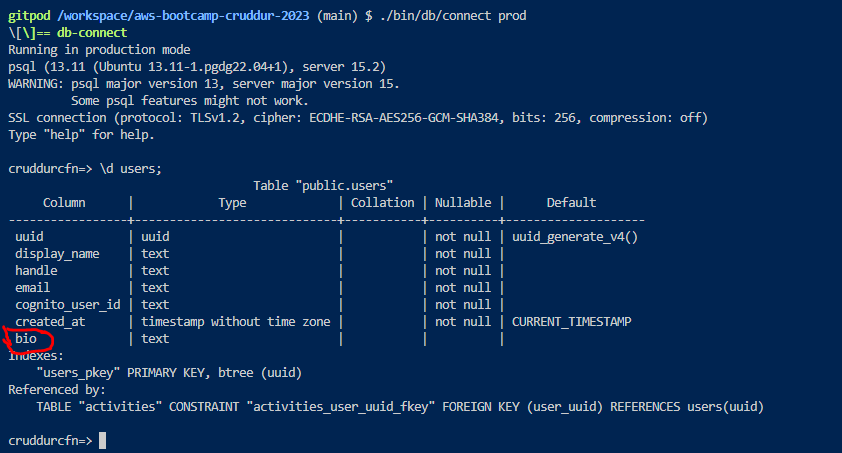 gitpod /workspace/aws-bootcamp-cruddur-2023 (main) $ ./bin/db/connect prod
\[\]== db-connect
Running in production mode
psql (13.11 (Ubuntu 13.11-1.pgdg22.04+1), server 15.2)
WARNING: psql major version 13, server major version 15.
         Some psql features might not work.
SSL connection (protocol: TLSv1.2, cipher: ECDHE-RSA-AES256-GCM-SHA384, bits: 256, compression: off)
Type "help" for help.

cruddurcfn=> \d users;
                                   Table "public.users"
     Column      |            Type             | Collation | Nullable |      Default
-----------------+-----------------------------+-----------+----------+--------------------
 uuid            | uuid                        |           | not null | uuid_generate_v4()
 display_name    | text                        |           | not null |
 handle          | text                        |           | not null |
 email           | text                        |           | not null |
 cognito_user_id | text                        |           | not null |
 created_at      | timestamp without time zone |           | not null | CURRENT_TIMESTAMP
 bio             | text                        |           |          |
Indexes:
    "users_pkey" PRIMARY KEY, btree (uuid)
Referenced by:
    TABLE "activities" CONSTRAINT "activities_user_uuid_fkey" FOREIGN KEY (user_uuid) REFERENCES users(uuid)

cruddurcfn=>